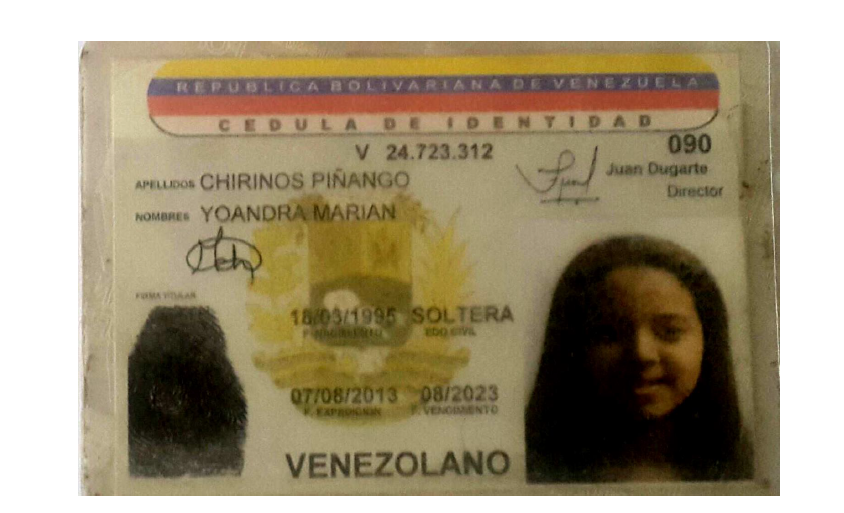 REPUBLICA BOLIVARIANA DE VENEZUELA
CEDULA DE IDENTIDAD
V 24.723.312
090
Juan Dugarte
Director
APELLIDOS CHIRINOS PIÑANGO
NOMBRES YOANDRA MARIAN
FIRMA TITULAR
18/03/1995 SOLTERA
F. NACIMIENTO EDO CIVIL
07/08/2013 08/2023
F. EXPEDICION F. VENCIMIENTO
VENEZOLANO